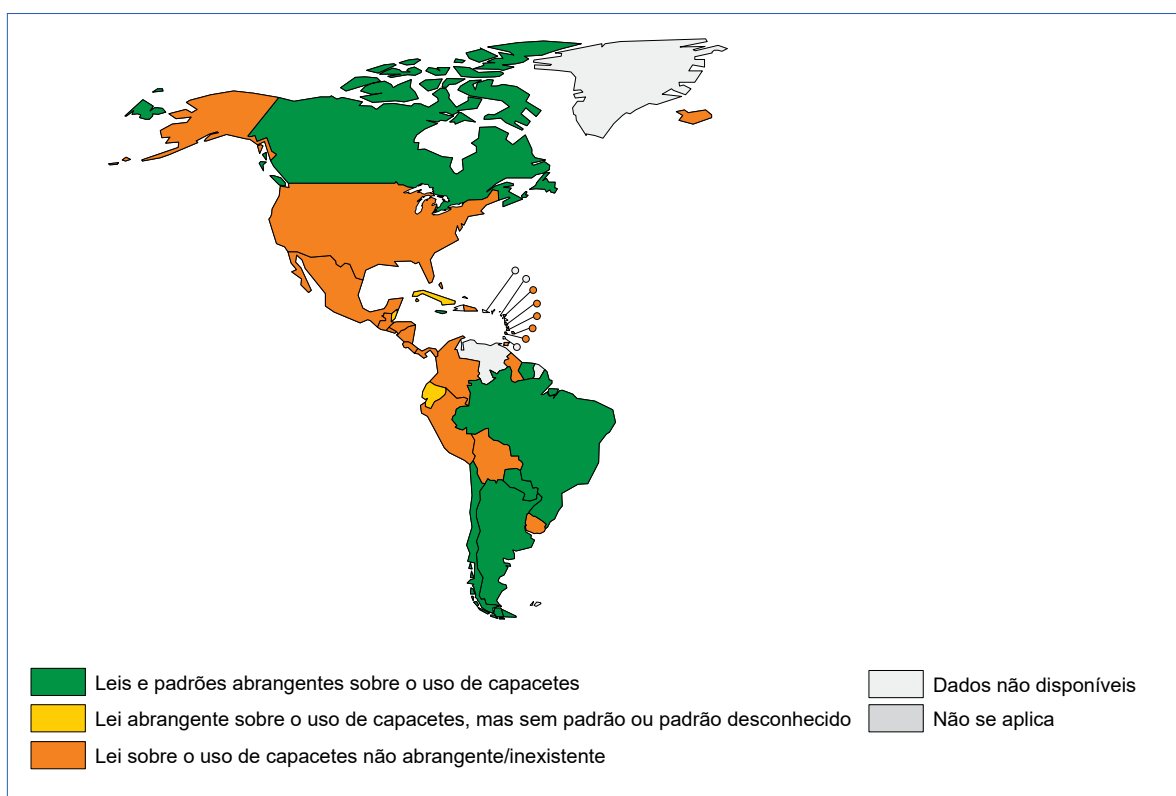 Leis e padrões abrangentes sobre o uso de capacetes
Lei abrangente sobre o uso de capacetes, mas sem padrão ou padrão desconhecido
Lei sobre o uso de capacetes não abrangente/inexistente
Dados não disponíveis
Não se aplica